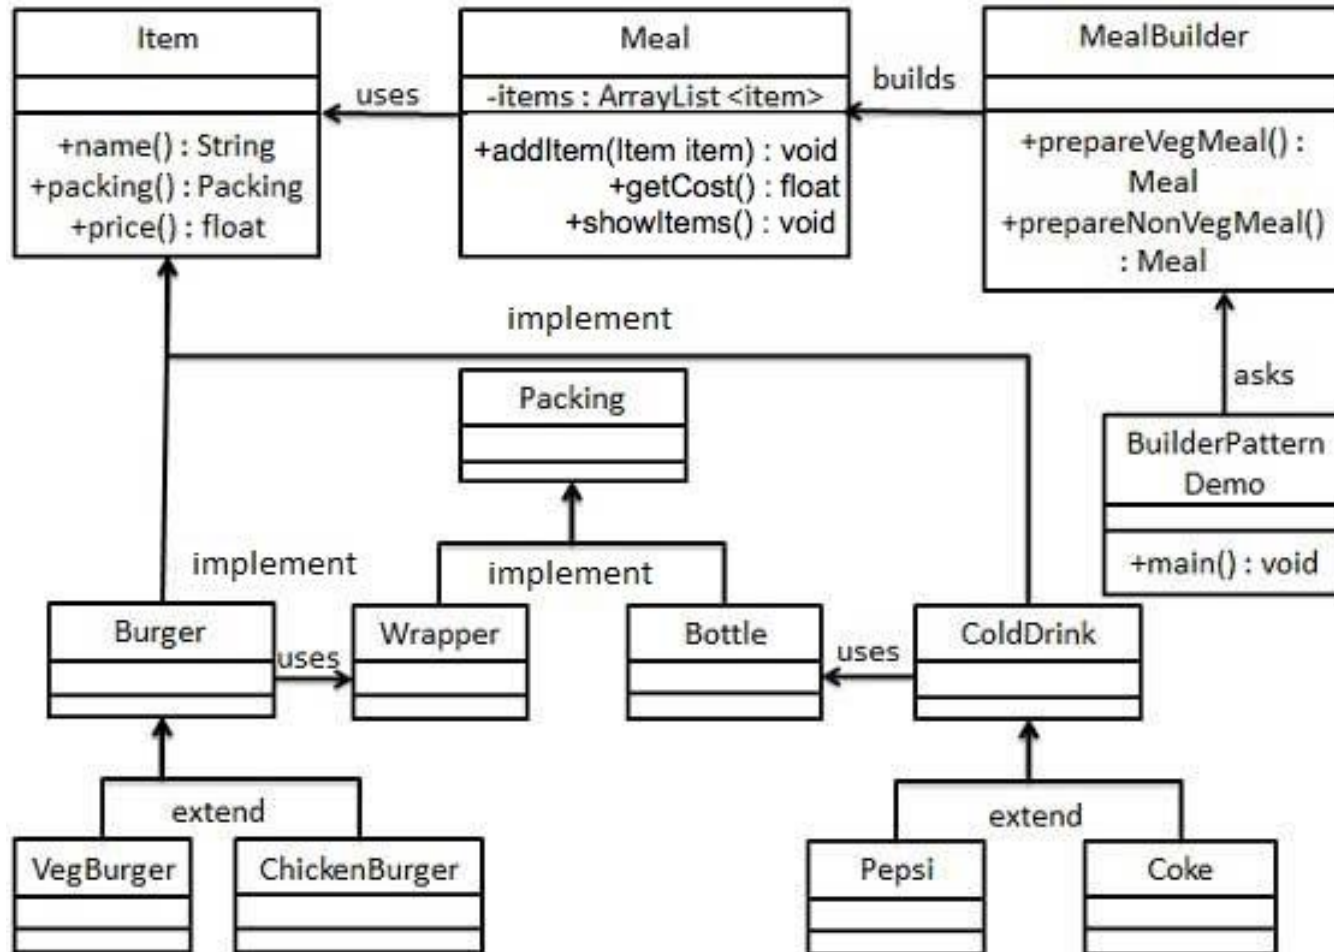 Item
+name() : String
+packing() : Packing
+price() : float
uses
Meal
-items : ArrayList <item>
+addItem(Item item) : void
+getCost() : float
+showItems() : void
builds
MealBuilder
+prepareVegMeal() :
Meal
+prepareNonVegMeal()
: Meal
implement
asks
Packing
BuilderPattern
Demo
+main() : void
implement
implement
Burger
uses
Wrapper
Bottle
uses
ColdDrink
extend
extend
VegBurger
ChickenBurger
Pepsi
Coke